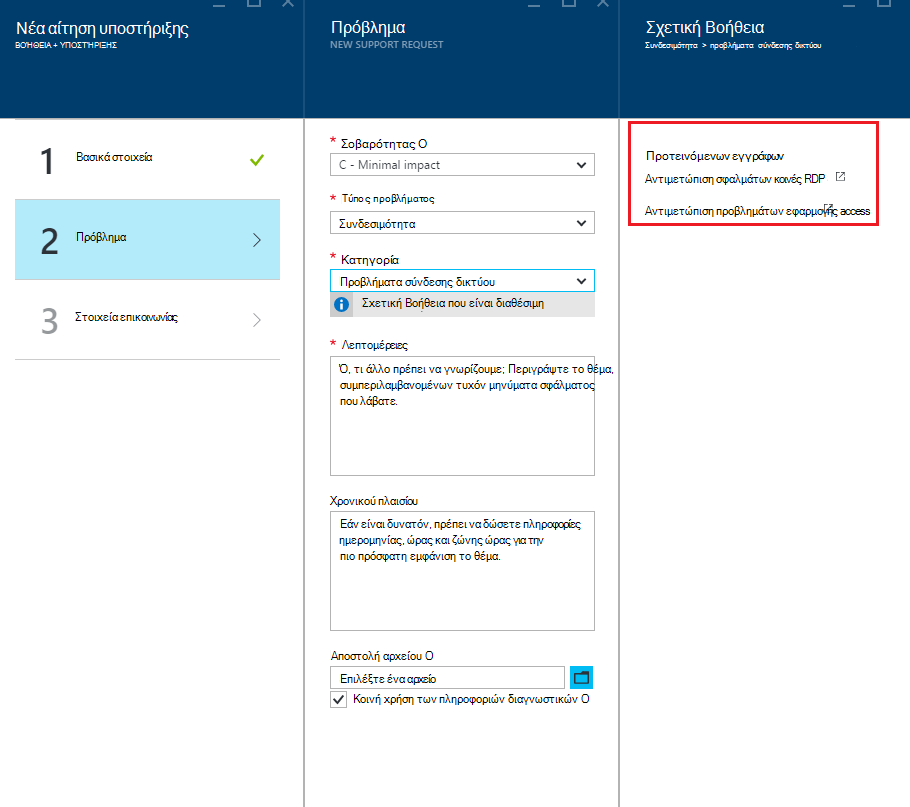 Νέα αίτηση υποστήριξης
ΒΟΉΘΕΙΑ + ΥΠΟΣΤΉΡΙΞΗΣ
1
Βασικά στοιχεία
2
Πρόβλημα
3
Στοιχεία επικοινωνίας
Πρόβλημα
NEW SUPPORT REQUEST
* Σοβαρότητας Ο
C - Minimal impact
* Τύπος προβλήματος
Συνδεσιμότητα
* Κατηγορία
Προβλήματα σύνδεσης δικτύου
Σχετική Βοήθεια που είναι διαθέσιμη
* Λεπτομέρειες
Ό, τι άλλο πρέπει να γνωρίζουμε; Περιγράψτε το θέμα,
συμπεριλαμβανομένων τυχόν μηνύματα σφάλματος
που λάβατε.
Χρονικού πλαισίου
Εάν είναι δυνατόν, πρέπει να δώσετε πληροφορίες
ημερομηνίας, ώρας και ζώνης ώρας για την
πιο πρόσφατη εμφάνιση το θέμα.
Αποστολή αρχείου Ο
Επιλέξτε ένα αρχείο
Κοινή χρήση των πληροφοριών διαγνωστικών Ο
Σχετική Βοήθεια
Συνδεσιμότητα > προβλήματα σύνδεσης δικτύου
Προτεινόμενων εγγράφων
Αντιμετώπιση σφαλμάτων κοινές RDP
Αντιμετώπιση προβλημάτων εφαρμογής access